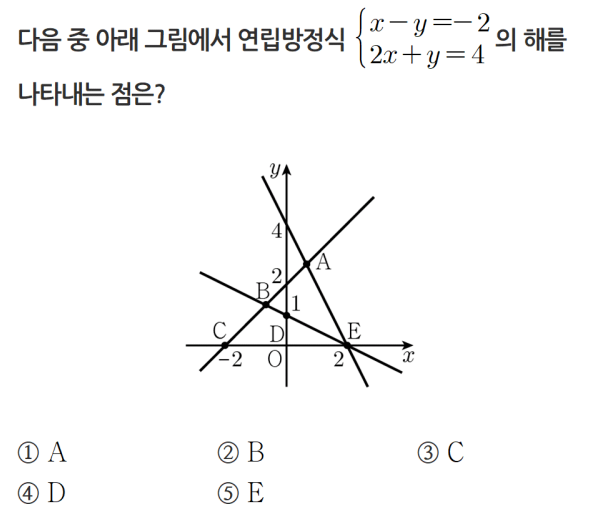 다음 중 아래 그림에서 연립방정식 { x－y＝－2
2x＋y＝4 의 해를
나타내는 점은?
y
4
A
2
B
1
C
D
E
－2
O
2
x
① A ② B ③ C
④ D ⑤ E